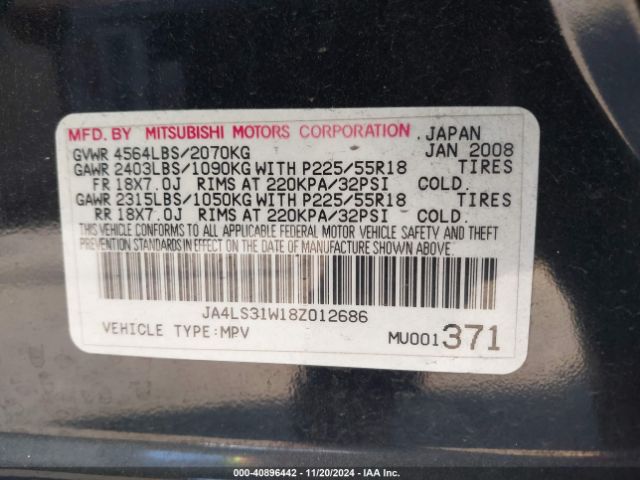 MFD. BY MITSUBISHI MOTORS CORPORATION. JAPAN
GVWR 4564LBS/2070KG JAN 2008
GAWR 2403LBS/1090KG WITH P225/55R18 TIRES
FR 18X7.0J RIMS AT 220KPA/32PSI COLD.
GAWR 2315LBS/1050KG WITH P225/55R18 TIRES
RR 18X7.0J RIMS AT 220KPA/32PSI COLD.
THIS VEHICLE CONFORMS TO ALL APPLICABLE FEDERAL MOTOR VEHICLE SAFETY AND THEFT
PREVENTION STANDARDS IN EFFECT ON THE DATE OF MANUFACTURE SHOWN ABOVE.
JA4LS31W18Z012686
VEHICLE TYPE:MPV MU001371
000-40896442 - 11/20/2024 - IAA Inc.